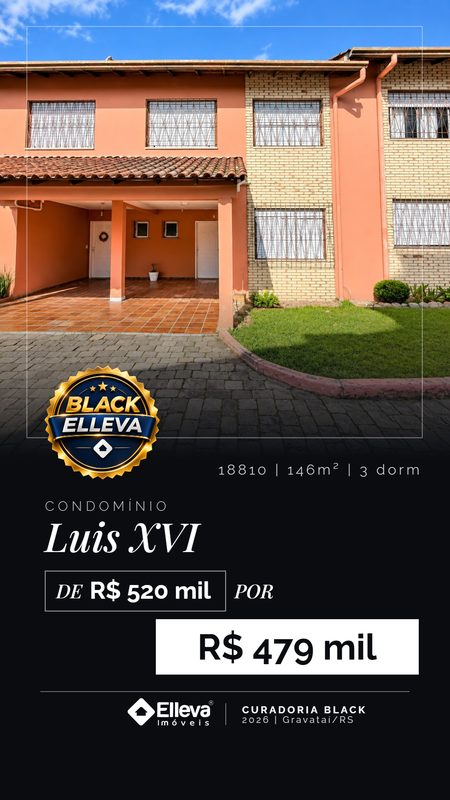 BLACK
ELLEVA
18810 | 146m² | 3 dorm
CONDOMÍNIO
Luis XVI
DE R$ 520 mil POR
R$ 479 mil
Elleva®
imóveis
CURADORIA BLACK
2026 | Gravataí/RS